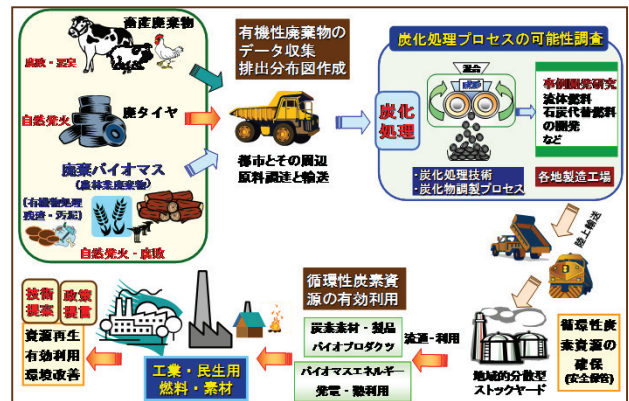 畜産廃棄物
腐敗・悪臭
廃タイヤ
自然発火
廃棄バイオマス
(農林業廃棄物)
(有機物処理
残渣・汚泥)
自然発火・腐敗
有機性廃棄物の
データ収集
排出分布図作成
都市とその周辺
原料調達と輸送
炭化処理プロセスの可能性調査
炭化
処理
混合
成型
・炭化処理技術
・炭化物調製プロセス
事例開発研究
流体燃料
石炭代替燃料
の開発
など
各地製造工場
陸上輸送
循環性炭
素資源の
確保
(安全保管)
地域的分散型
ストックヤード
流通・利用
循環性炭素資
源の有効利用
炭素素材・製品
バイオプロダクツ
バイオマスエネルギー
発電・熱利用
工業・民生用
燃料・素材
技術
提案
政策
提言
資源再生
有効利用
環境改善